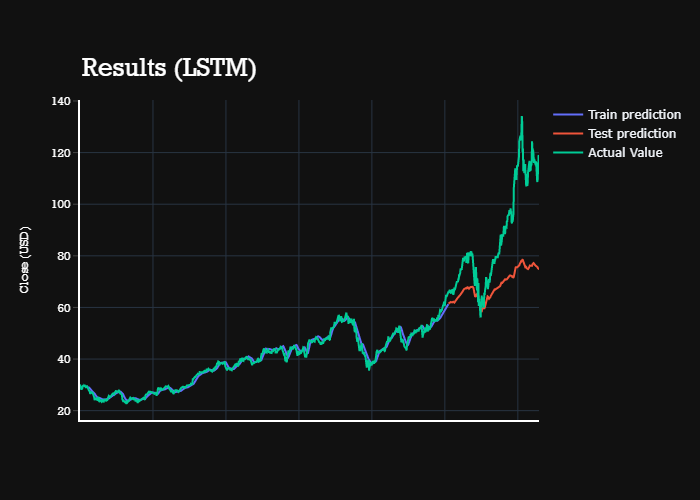 Results (LSTM)
140
120
100
80
60
40
20
Close (USD)
Train prediction
Test prediction
Actual Value